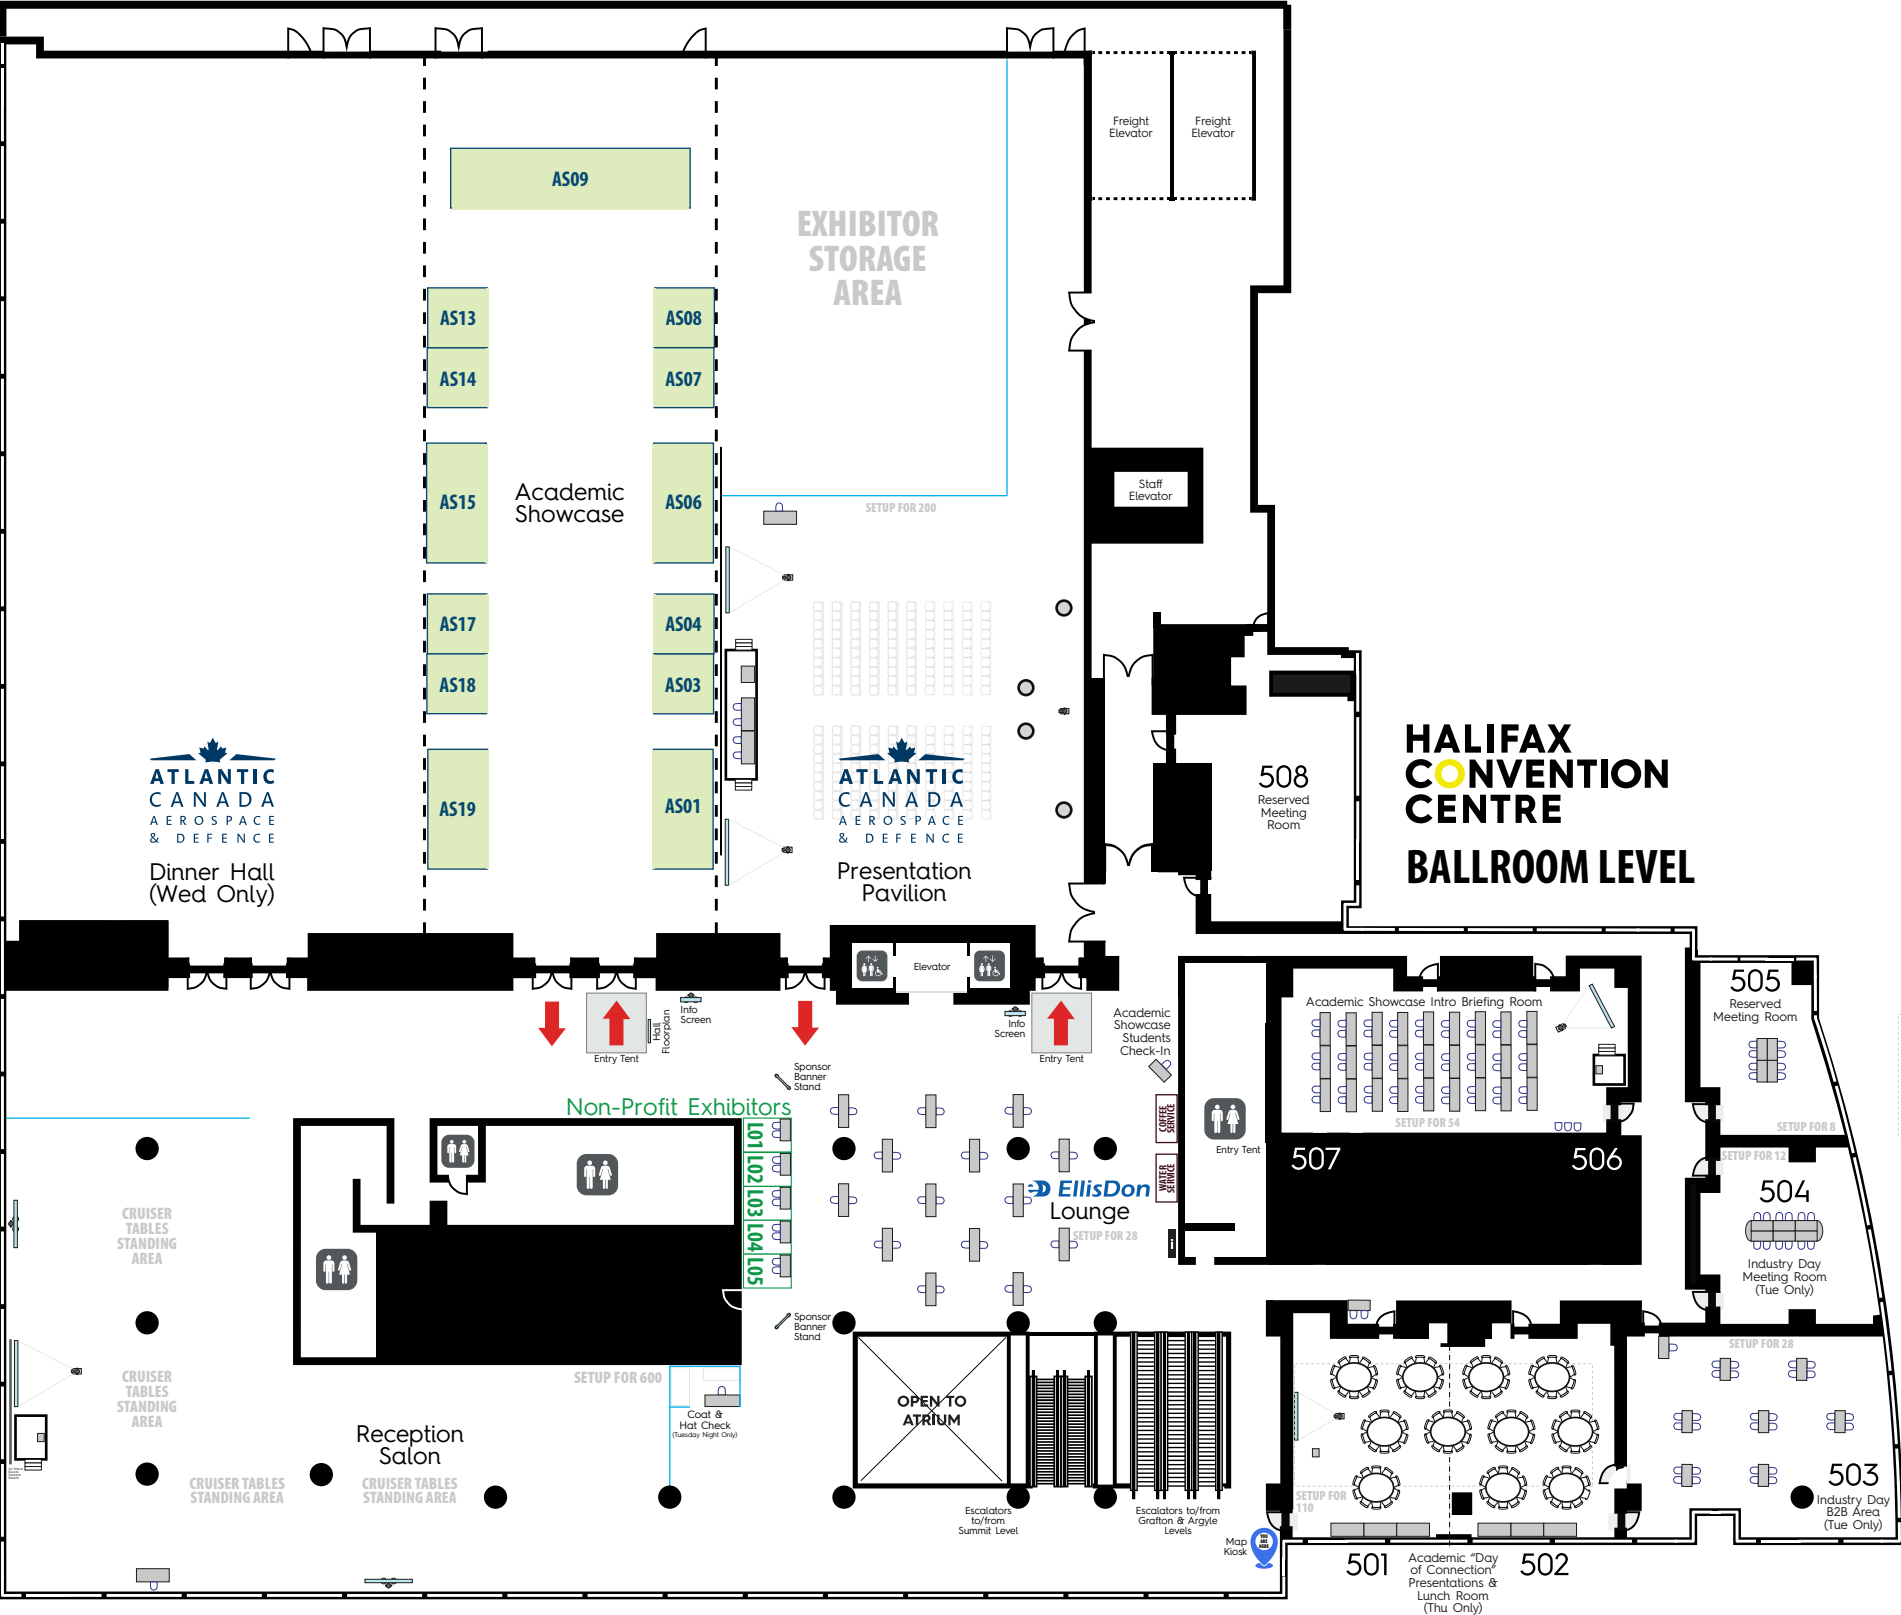 Freight
Elevator
Freight
Elevator
AS09
EXHIBITOR
STORAGE
AREA
AS13
AS08
AS14
AS07
AS15
Academic
Showcase
AS06
Staff
Elevator
SETUP FOR 200
AS17
AS04
AS18
AS03
AS19
AS01
ATLANTIC
CANADA
AEROSPACE
& DEFENCE
Dinner Hall
(Wed Only)
ATLANTIC
CANADA
AEROSPACE
& DEFENCE
Presentation
Pavilion
508
Reserved
Meeting
Room
HALIFAX
CONVENTION
CENTRE
BALLROOM LEVEL
Elevator
Info
Screen
Hall
Floorplan
Entry Tent
Info
Screen
Entry Tent
Academic
Showcase
Students
Check-In
Sponsor
Banner
Stand
Academic Showcase Intro Briefing Room
SETUP FOR 54
505
Reserved
Meeting Room
SETUP FOR 8
Non-Profit Exhibitors
L01
L02
L03
L04
L05
COFFEE
SERVICE
WATER
SERVICE
Entry Tent
507
506
SETUP FOR 12
504
Industry Day
Meeting Room
(Tue Only)
EllisDon
Lounge
SETUP FOR 28
CRUISER
TABLES
STANDING
AREA
CRUISER
TABLES
STANDING
AREA
Sponsor
Banner
Stand
SETUP FOR 600
Coat &
Hat Check
(Tuesday Night Only)
Reception
Salon
CRUISER TABLES
STANDING AREA
CRUISER TABLES
STANDING AREA
OPEN TO
ATRIUM
Escalators
to/from
Summit Level
Escalators to/from
Grafton & Argyle
Levels
Map
Kiosk
YOU
ARE
HERE
SETUP FOR
110
SETUP FOR 28
503
Industry Day
B2B Area
(Tue Only)
501
Academic "Day
of Connection"
Presentations &
Lunch Room
(Thu Only)
502